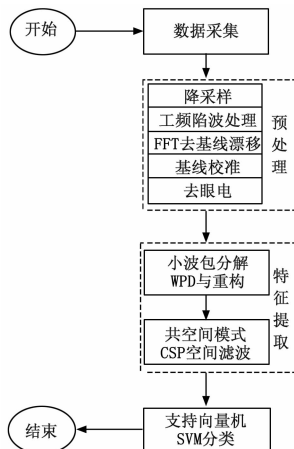 开始
数据采集
降采样
工频陷波处理
FFT去基线漂移
基线校准
去眼电
预处理
小波包分解
WPD与重构
共空间模式
CSP空间滤波
特征提取
支持向量机
SVM分类
结束